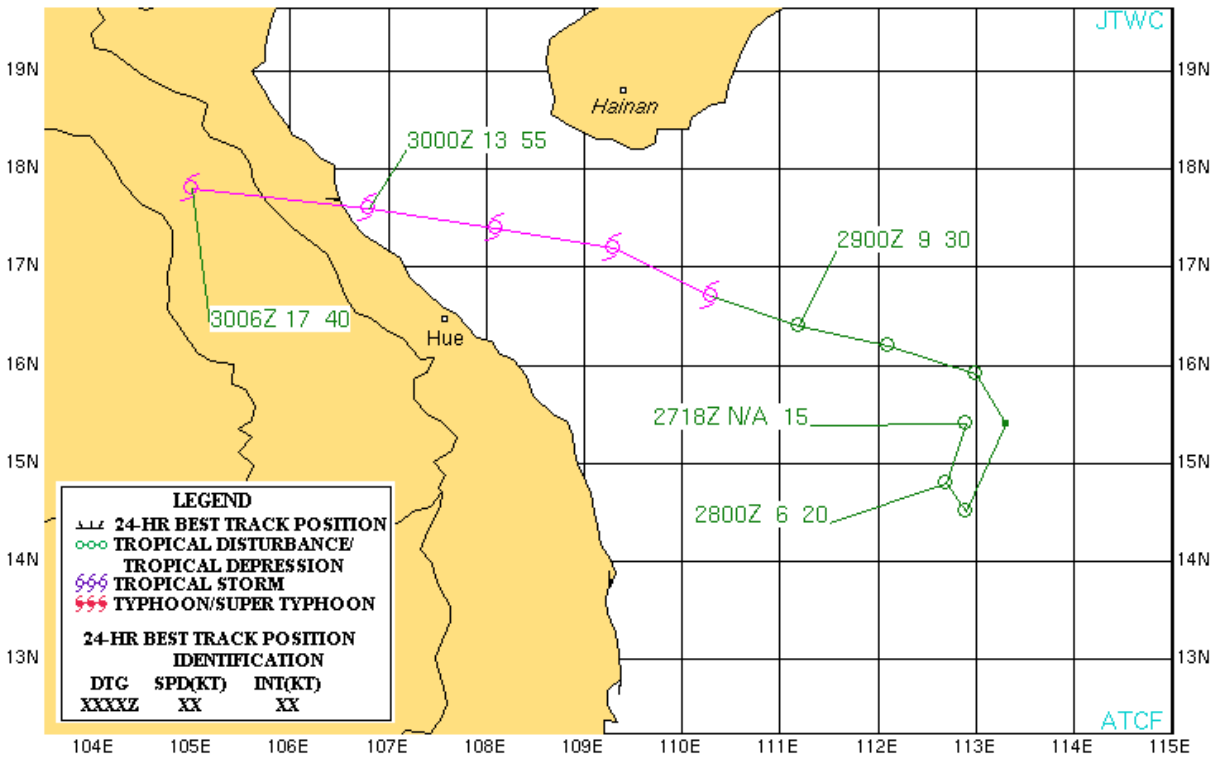 JTWC
19N
19N
Hainan
3000Z 13 55
18N
18N
2900Z 9 30
17N
17N
3006Z 17 40
Hue
16N
16N
2718Z N/A 15
15N
15N
2800Z 6 20
LEGEND
24-HR BEST TRACK POSITION
TROPICAL DISTURBANCE/
TROPICAL DEPRESSION
TROPICAL STORM
TYPHOON/SUPER TYPHOON
24-HR BEST TRACK POSITION
IDENTIFICATION
DTG SPD(KT) INT(KT)
XXXXZ XX XX
14N
14N
13N
13N
ATCF
104E 105E 106E 107E 108E 109E 110E 111E 112E 113E 114E 115E